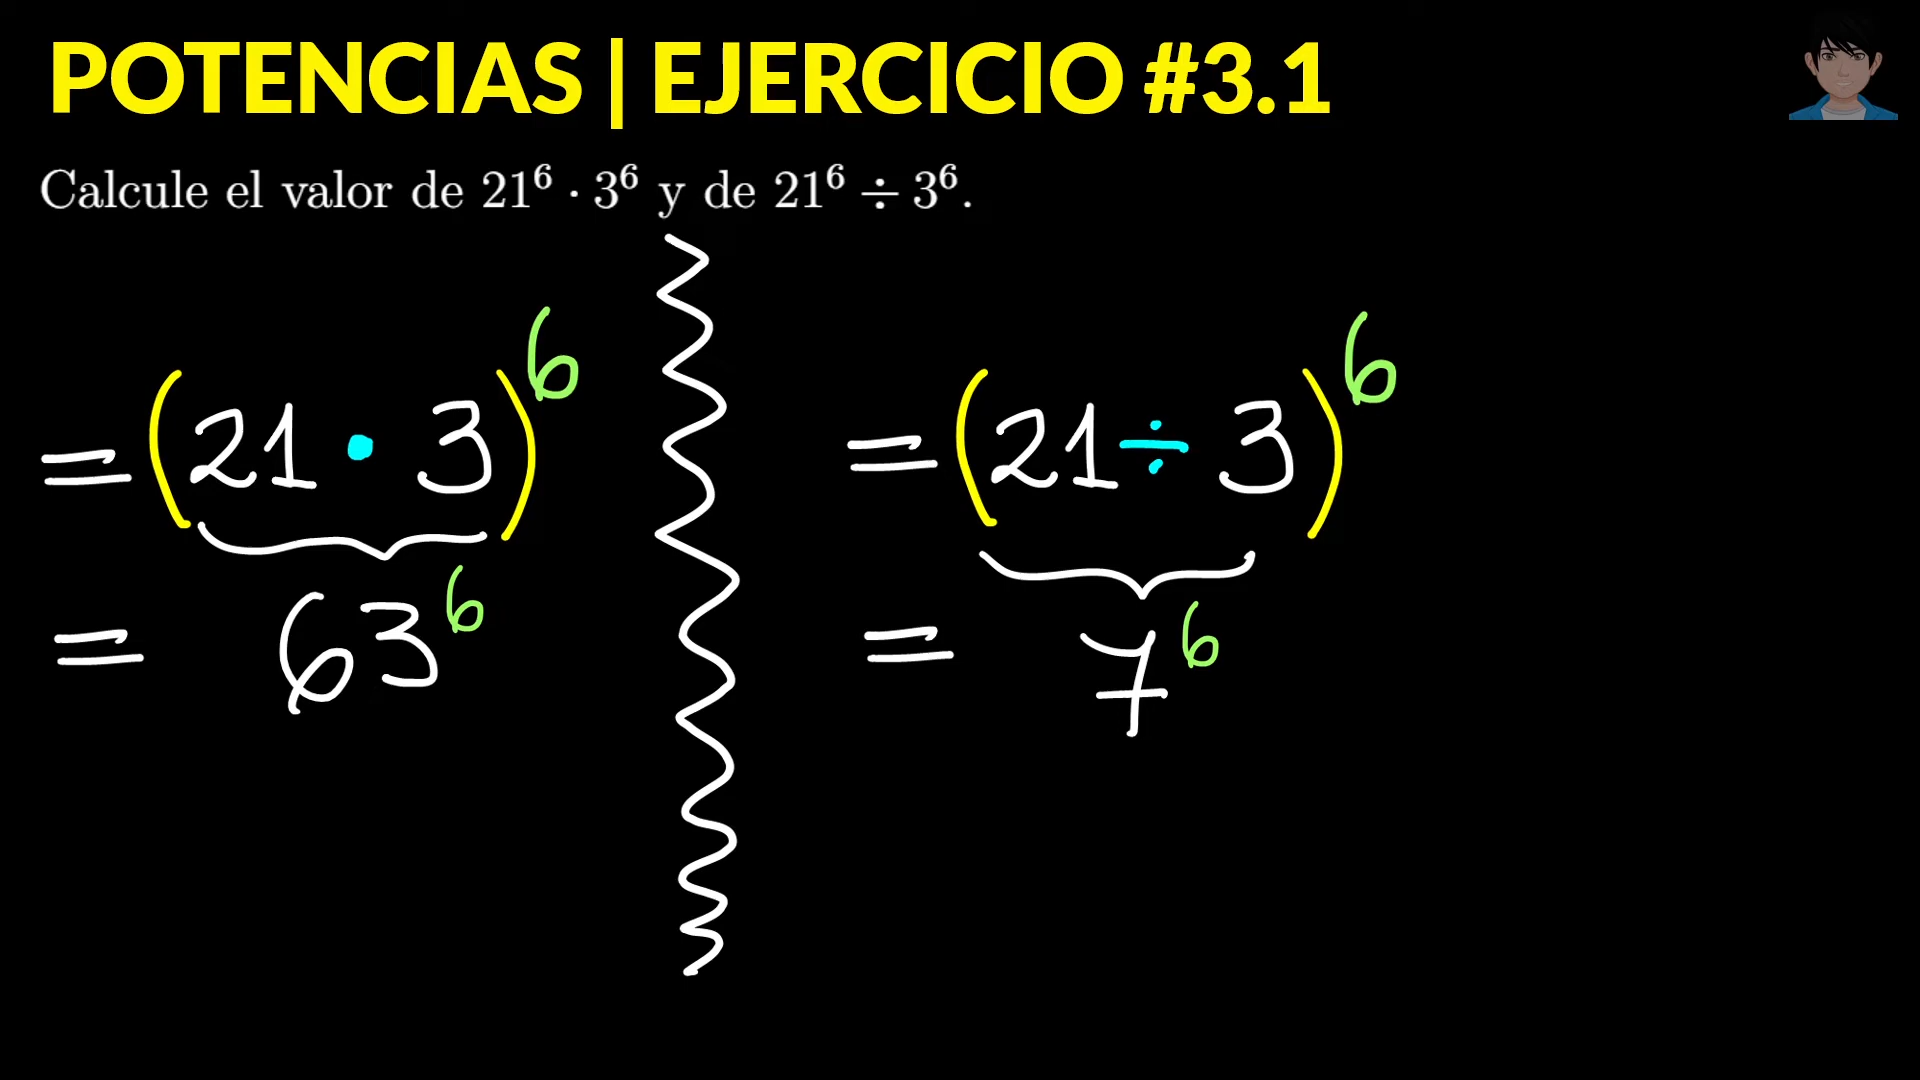 POTENCIAS | EJERCICIO #3.1
Calcule el valor de 21⁶ · 3⁶ y de 21⁶ ÷ 3⁶.
= (21 · 3)⁶
= 63⁶
= (21 ÷ 3)⁶
= 7⁶